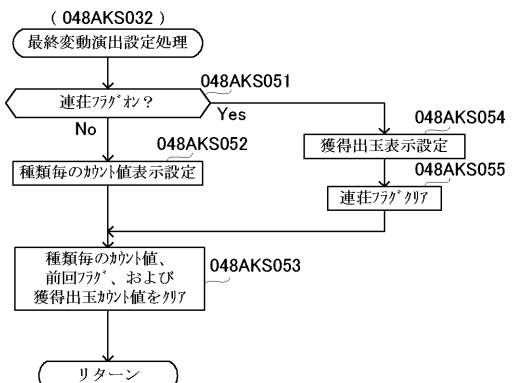 ( 048AKS032 )
最終変動演出設定処理
048AKS051
連荘ﾌﾗｸﾞｵﾝ？
Yes
No
048AKS054
獲得出玉表示設定
048AKS052
種類毎のｶｳﾝﾄ値表示設定
048AKS055
連荘ﾌﾗｸﾞｸﾘｱ
種類毎のｶｳﾝﾄ値、
前回ﾌﾗｸﾞ、および
獲得出玉ｶｳﾝﾄ値をｸﾘｱ
048AKS053
リターン